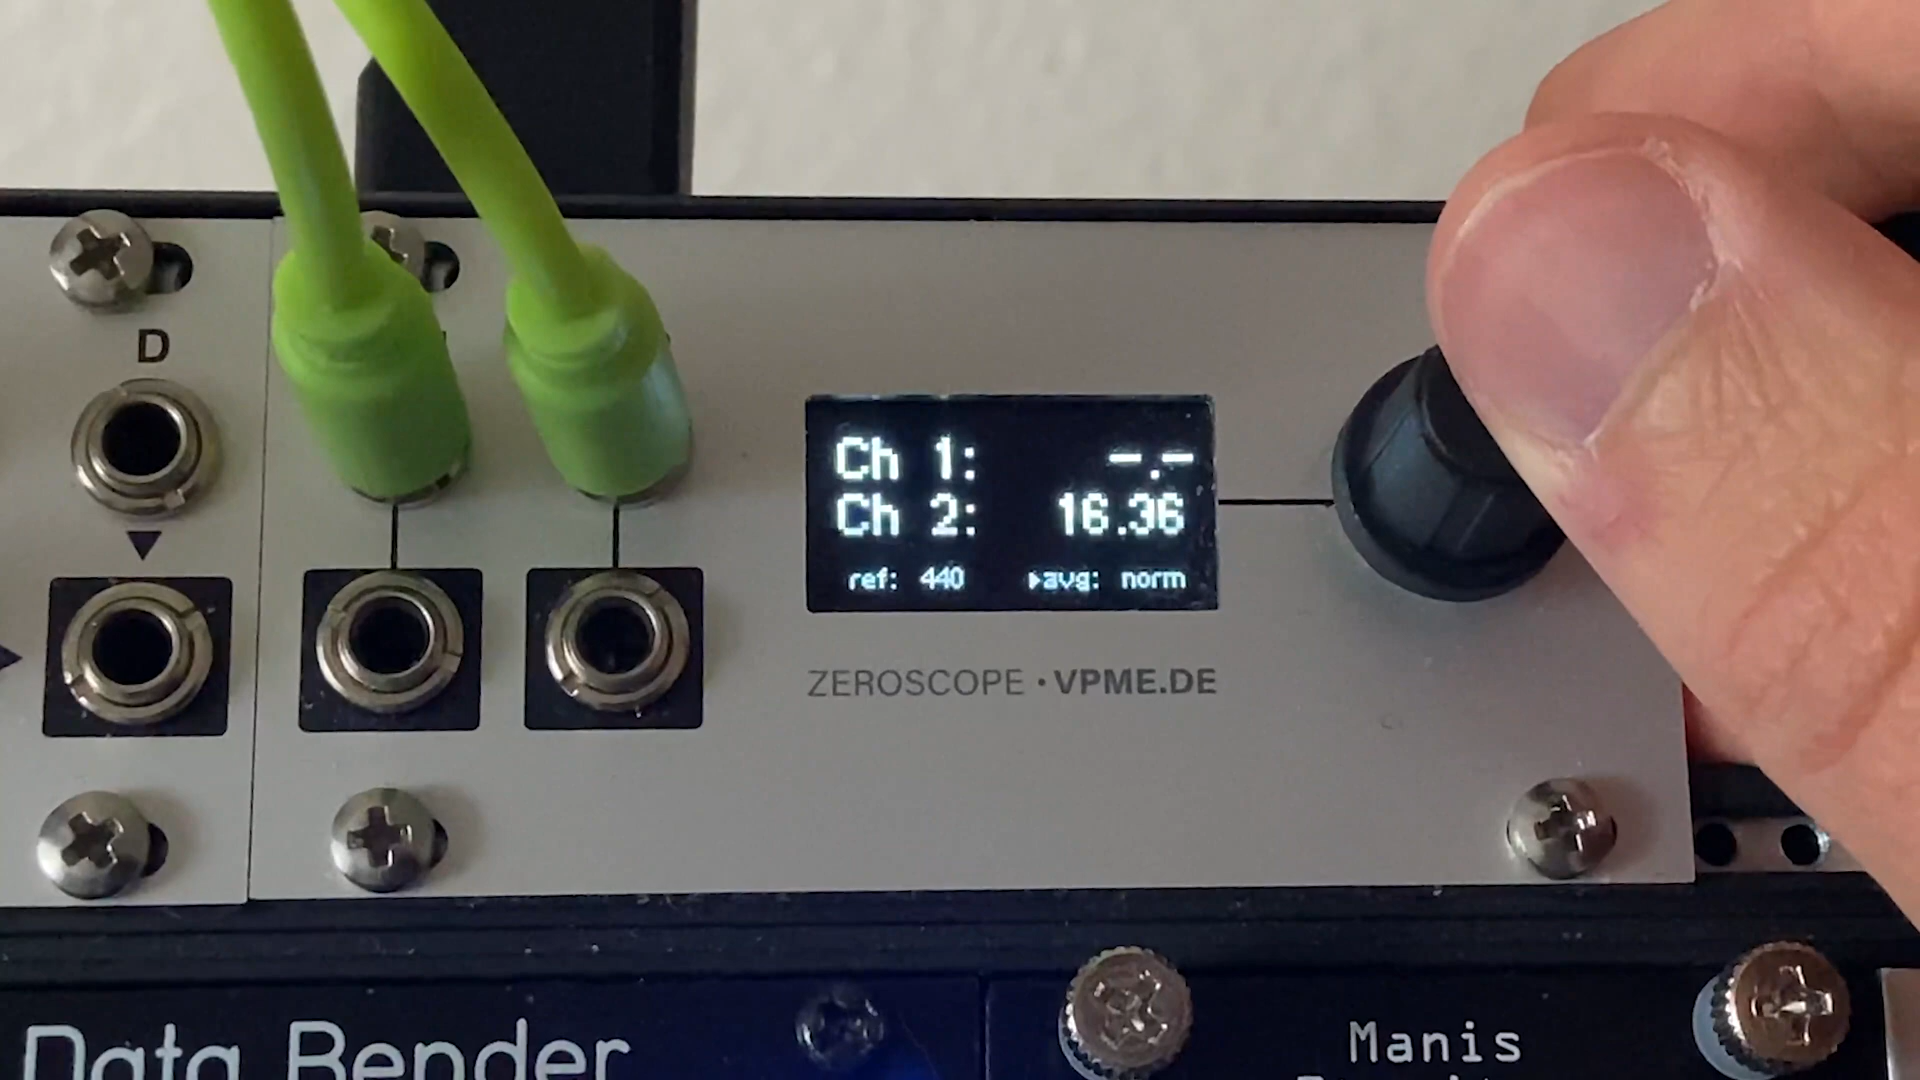 D
Ch 1: -.-
Ch 2: 16.36
ref: 440 ▸avg: norm
ZEROSCOPE · VPME.DE
Data Bender
Manis